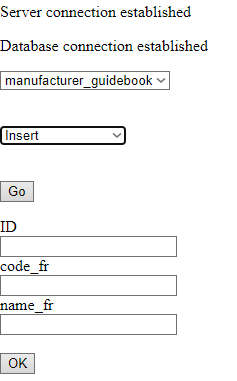 Server connection established
Database connection established
manufacturer_guidebook
Insert
Go
ID
code_fr
name_fr
OK